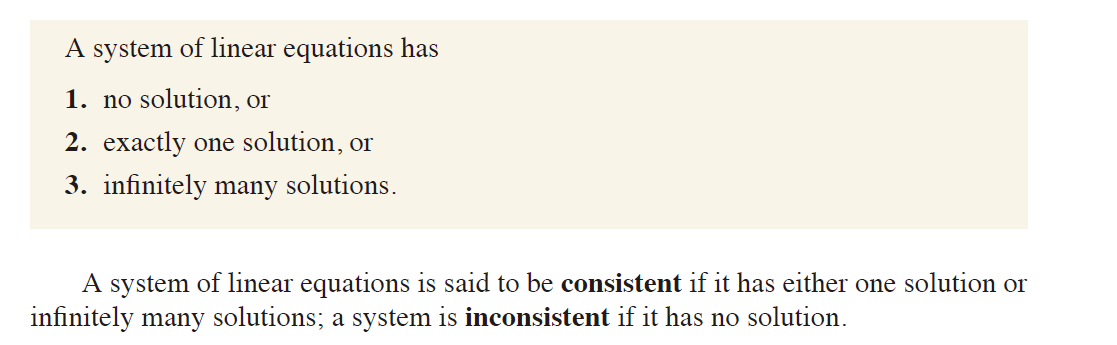 A system of linear equations has
1. no solution, or
2. exactly one solution, or
3. infinitely many solutions.
A system of linear equations is said to be consistent if it has either one solution or
infinitely many solutions; a system is inconsistent if it has no solution.